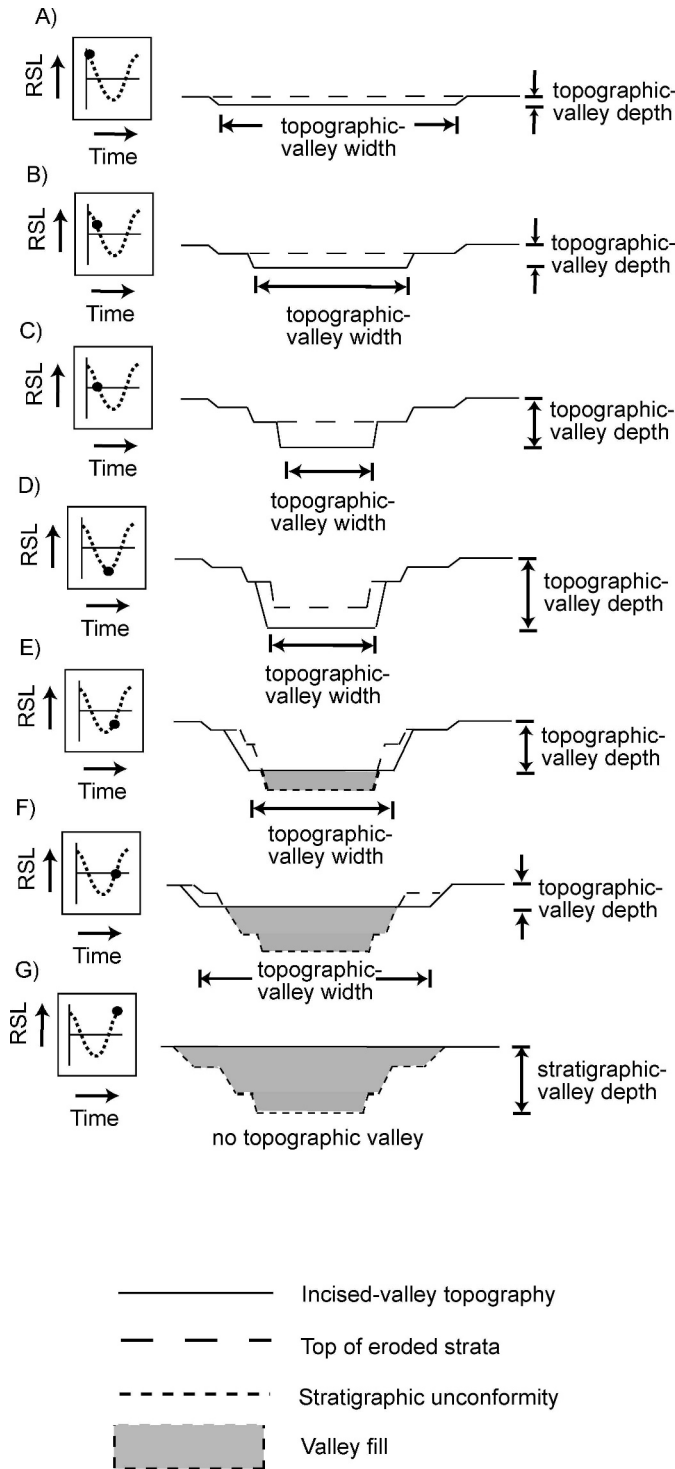 A)
RSL
Time
topographic-
valley width
topographic-
valley depth
B)
RSL
Time
topographic-
valley width
topographic-
valley depth
C)
RSL
Time
topographic-
valley width
topographic-
valley depth
D)
RSL
Time
topographic-
valley width
topographic-
valley depth
E)
RSL
Time
topographic-
valley width
topographic-
valley depth
F)
RSL
Time
topographic-
valley width
topographic-
valley depth
G)
RSL
Time
no topographic valley
stratigraphic-
valley depth
Incised-valley topography
Top of eroded strata
Stratigraphic unconformity
Valley fill